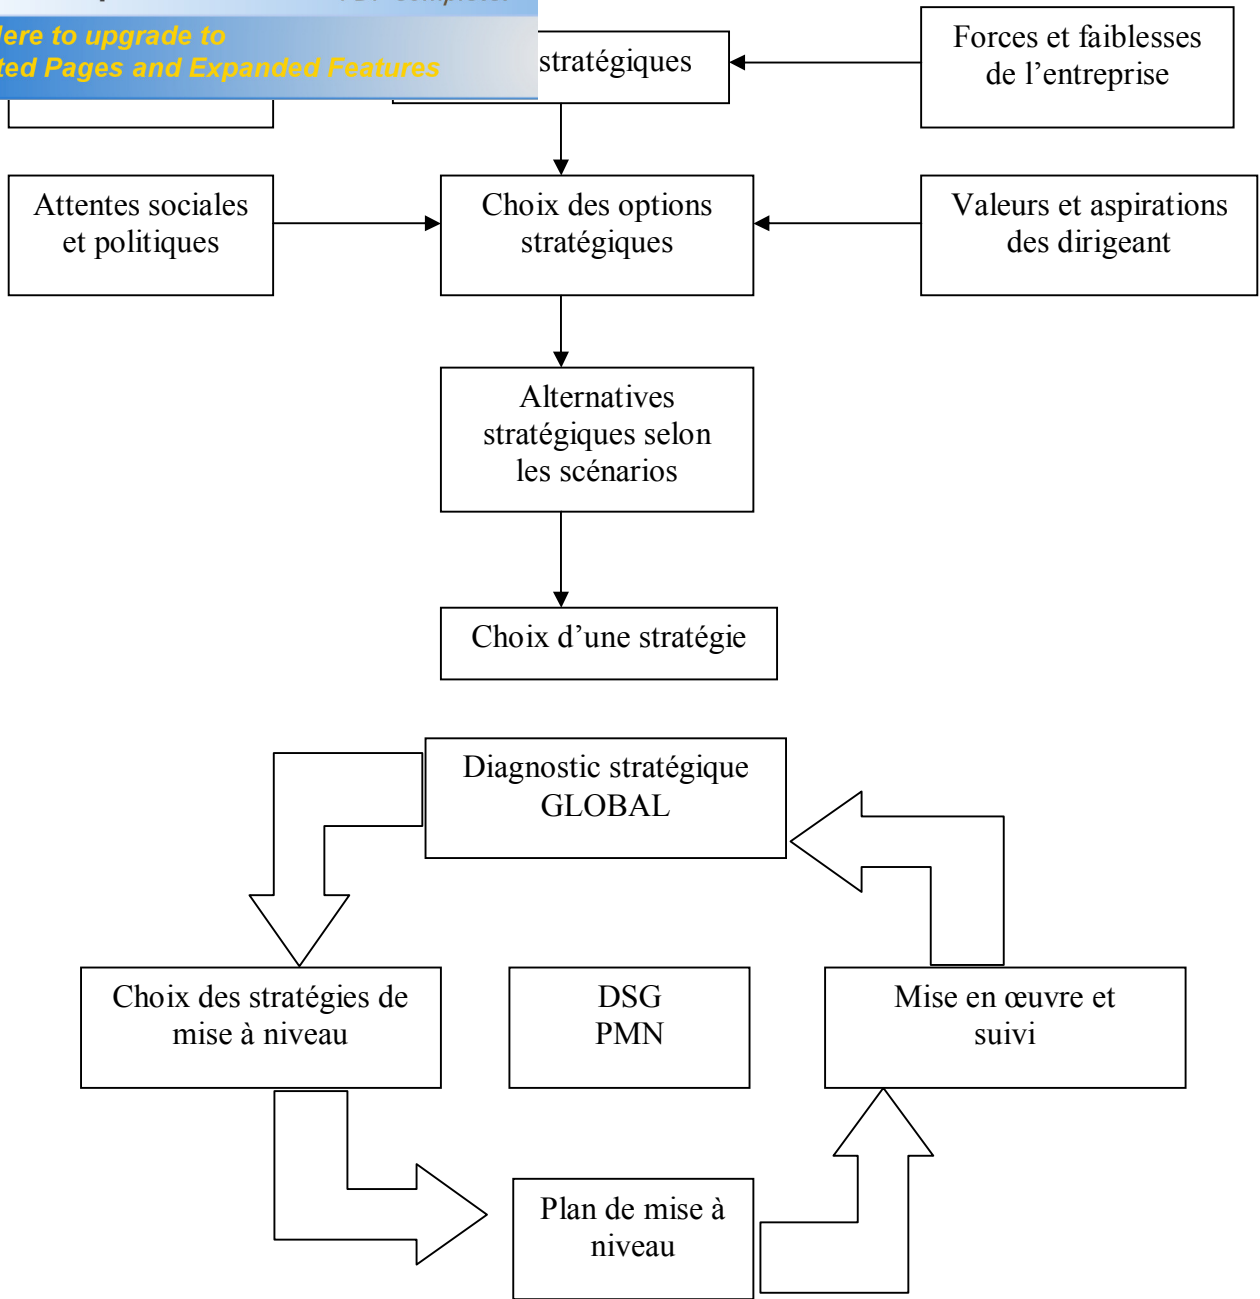 to upgrade to
Pages and Expanded Features
stratégiques
Forces et faiblesses
de l’entreprise
Attentes sociales
et politiques
Choix des options
stratégiques
Valeurs et aspirations
des dirigeant
Alternatives
stratégiques selon
les scénarios
Choix d’une stratégie
Diagnostic stratégique
GLOBAL
Choix des stratégies de
mise à niveau
DSG
PMN
Mise en œuvre et
suivi
Plan de mise à
niveau